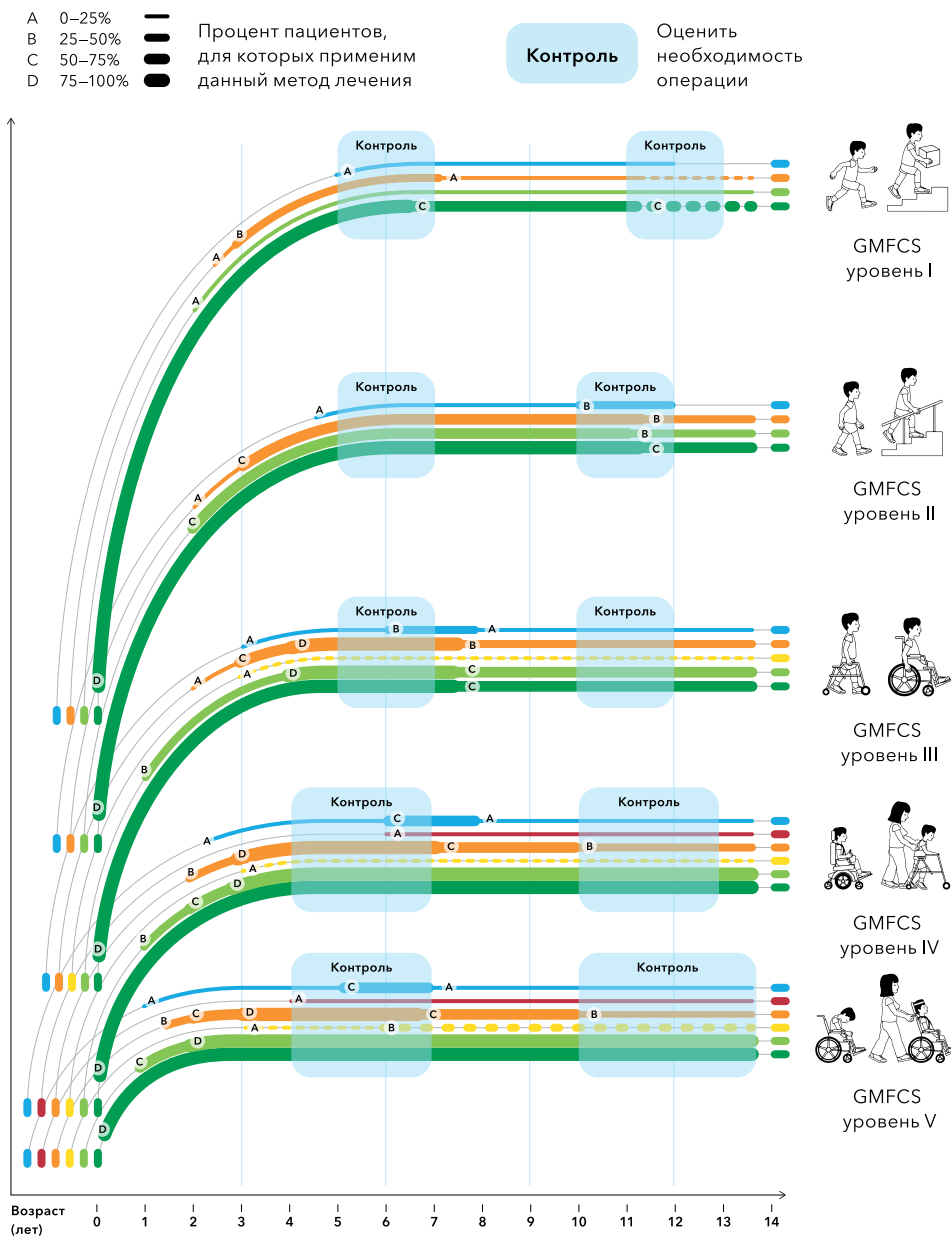 A 0–25%
B 25–50%
C 50–75%
D 75–100%
Процент пациентов,
для которых применим
данный метод лечения
Контроль
Оценить
необходимость
операции
Контроль
Контроль
A
A
B
A
A
C
C
D
GMFCS
уровень I
Контроль
Контроль
A
B
B
C
B
A
C
C
D
GMFCS
уровень II
Контроль
Контроль
A
B
A
C
D
B
A
A
D
C
C
B
D
GMFCS
уровень III
Контроль
Контроль
A
C
A
A
B
D
C
B
A
C
D
B
D
GMFCS
уровень IV
Контроль
Контроль
A
C
A
A
B
C
D
C
B
A
B
C
D
D
GMFCS
уровень V
Возраст
(лет)
0 1 2 3 4 5 6 7 8 9 10 11 12 13 14